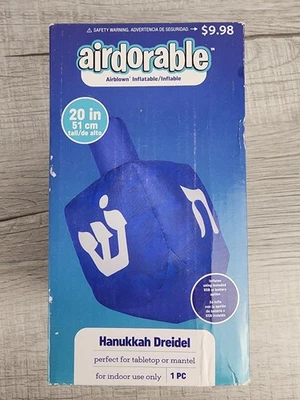 ⚠ SAFETY WARNING. ADVERTENCIA DE SEGURIDAD. → $9.98
airdorable™
Airblown® Inflatable/Inflable
20 in
51 cm
tall/de alto
ש
ח
Hanukkah Dreidel
perfect for tabletop or mantel
for indoor use only
1 PC